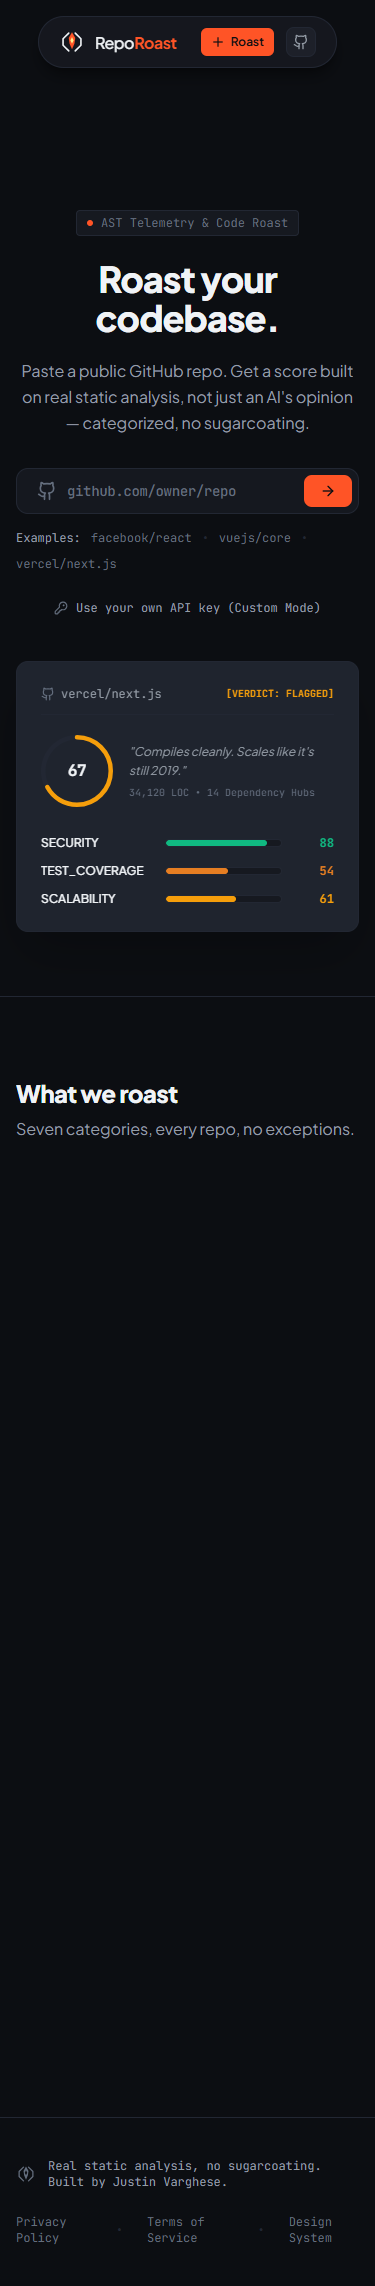 RepoRoast
+ Roast
AST Telemetry & Code Roast
Roast your
codebase.
Paste a public GitHub repo. Get a score built
on real static analysis, not just an AI's opinion
— categorized, no sugarcoating.
github.com/owner/repo
Examples: facebook/react · vuejs/core ·
vercel/next.js
Use your own API key (Custom Mode)
vercel/next.js [VERDICT: FLAGGED]
67
"Compiles cleanly. Scales like it's
still 2019."
34,120 LOC • 14 Dependency Hubs
SECURITY 88
TEST_COVERAGE 54
SCALABILITY 61
What we roast
Seven categories, every repo, no exceptions.
Real static analysis, no sugarcoating.
Built by Justin Varghese.
Privacy Policy · Terms of Service · Design System